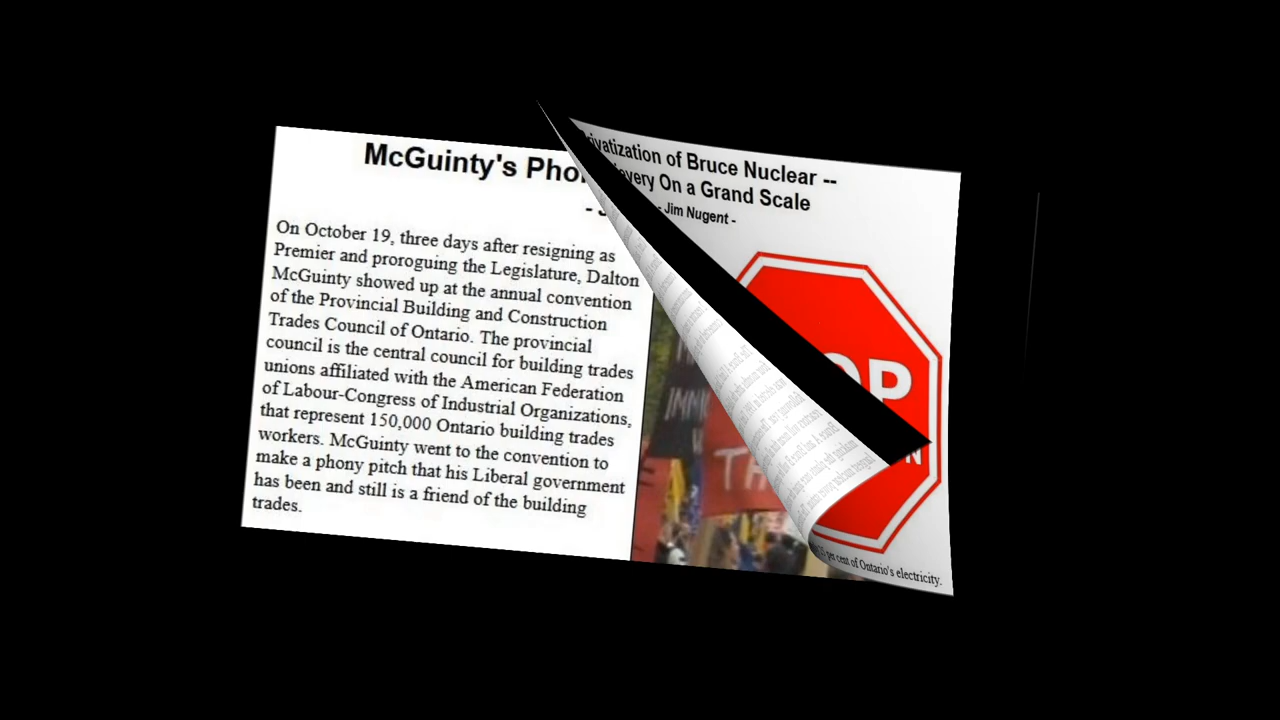 McGuinty's
On October 19, three days after resigning as
Premier and proroguing the Legislature, Dalton
McGuinty showed up at the annual convention
of the Provincial Building and Construction
Trades Council of Ontario. The provincial
council is the central council for building trades
unions affiliated with the American Federation
of Labour-Congress of Industrial Organizations,
that represent 150,000 Ontario building trades
workers. McGuinty went to the convention to
make a phony pitch that his Liberal government
has been and still is a friend of the building
trades.
of Bruce Nuclear --
On a Grand Scale
- Jim Nugent -
per cent of Ontario's electricity.